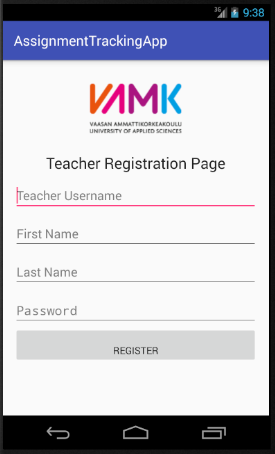 3G 9:38
AssignmentTrackingApp
VAMK
VAASAN AMMATTIKORKEAKOULU
UNIVERSITY OF APPLIED SCIENCES
Teacher Registration Page
Teacher Username
First Name
Last Name
Password
REGISTER